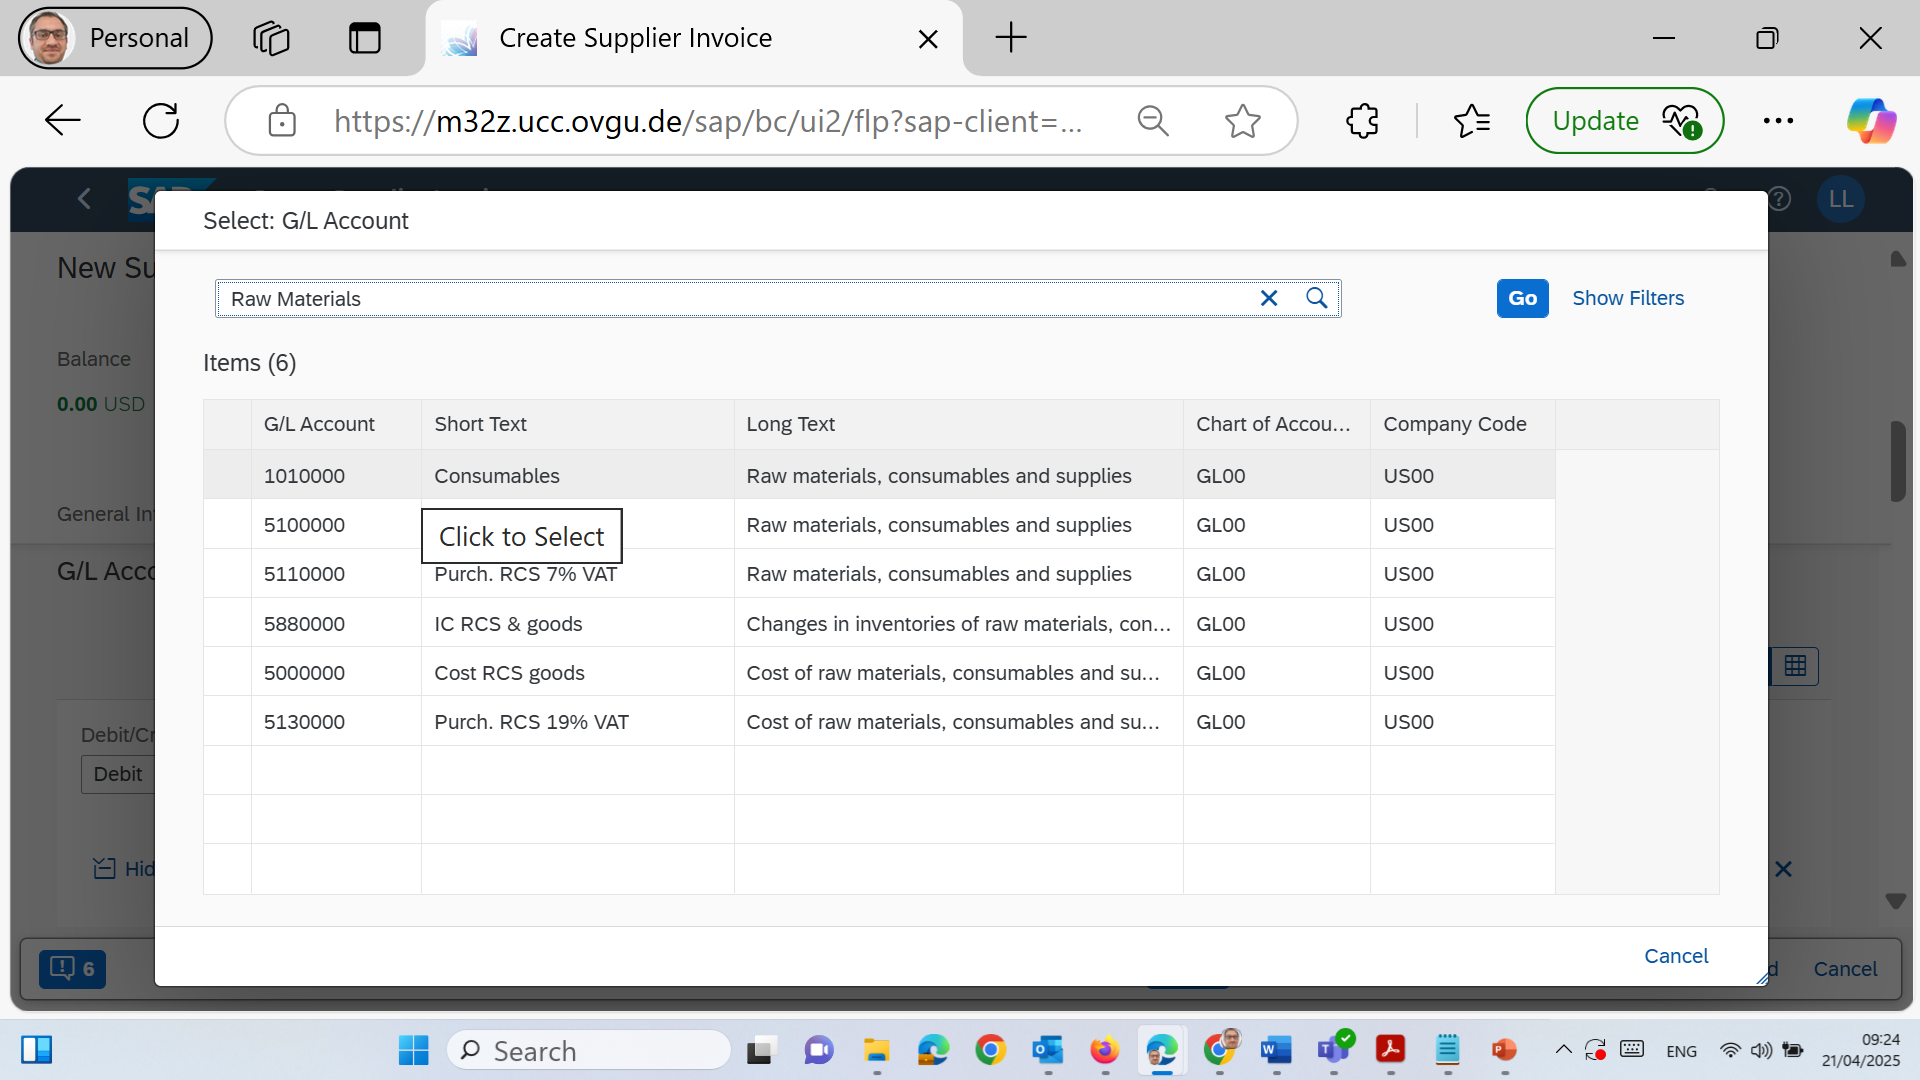 Personal
Create Supplier Invoice
https://m32z.ucc.ovgu.de/sap/bc/ui2/flp?sap-client=...
Update
LL
Select: G/L Account
New Su
Raw Materials
Go
Show Filters
Balance
Items (6)
0.00 USD
G/L Account Short Text Long Text Chart of Accou... Company Code
1010000 Consumables Raw materials, consumables and supplies GL00 US00
5100000 Raw materials, consumables and supplies GL00 US00
Click to Select
5110000 Purch. RCS 7% VAT Raw materials, consumables and supplies GL00 US00
5880000 IC RCS & goods Changes in inventories of raw materials, con... GL00 US00
5000000 Cost RCS goods Cost of raw materials, consumables and su... GL00 US00
5130000 Purch. RCS 19% VAT Cost of raw materials, consumables and su... GL00 US00
General In
G/L Acco
Debit/Cr
Debit
Hid
Cancel
6
d
Cancel
Search
ENG
09:24
21/04/2025